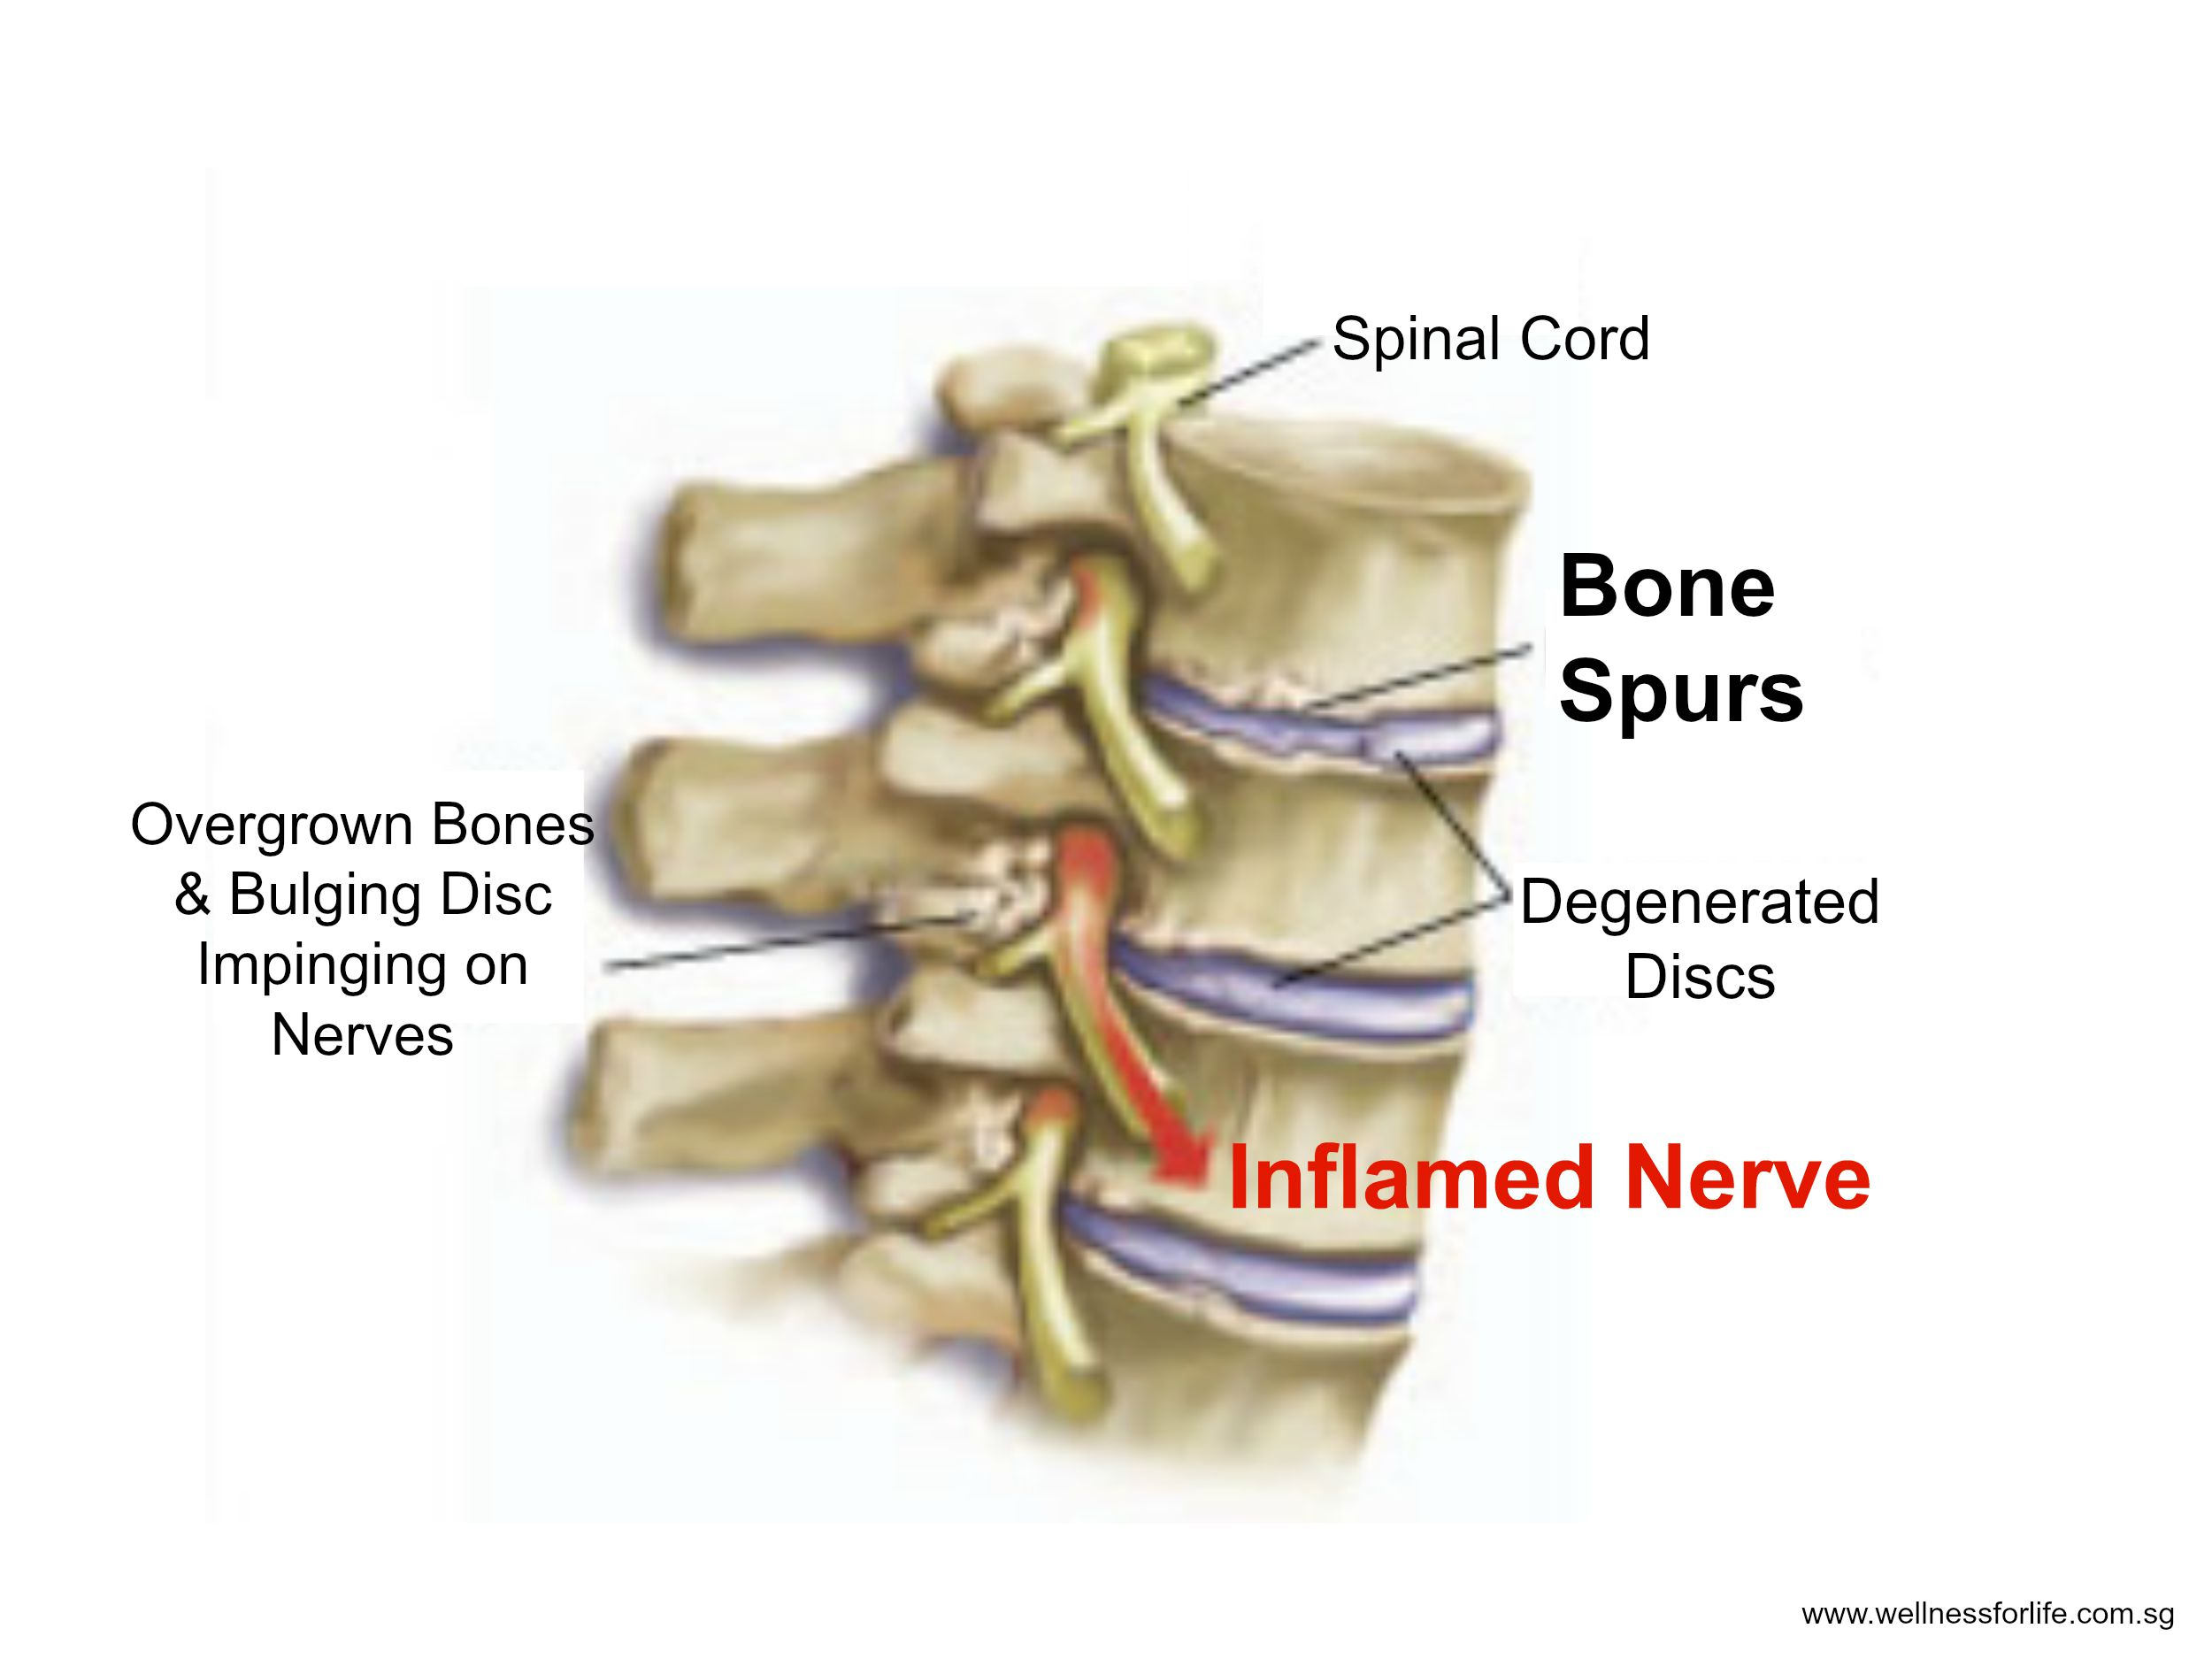 Spinal Cord
Bone
Spurs
Overgrown Bones
& Bulging Disc
Impinging on
Nerves
Degenerated
Discs
Inflamed Nerve
www.wellnessforlife.com.sg